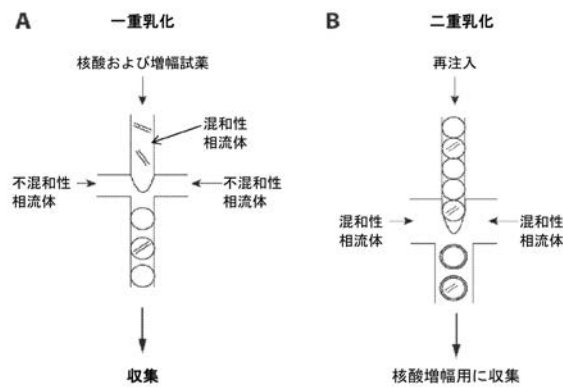 A 一重乳化
核酸および増幅試薬
混和性
相流体
不混和性
相流体
不混和性
相流体
収集
B 二重乳化
再注入
混和性
相流体
混和性
相流体
核酸増幅用に収集